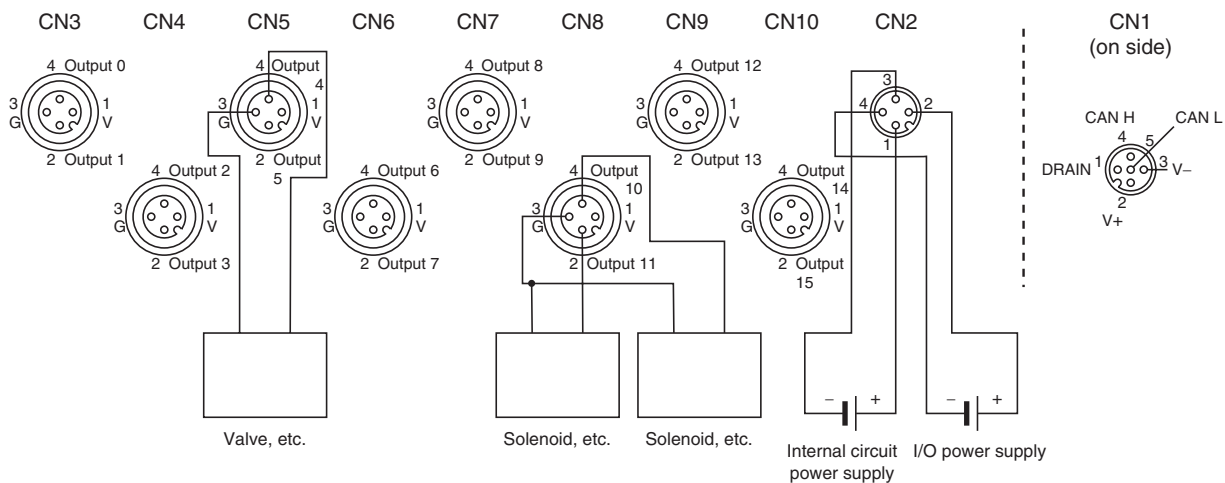 CN3
CN4
CN5
CN6
CN7
CN8
CN9
CN10
CN2
CN1
(on side)
4 Output 0
3
G
1
V
2 Output 1
4 Output 2
3
G
1
V
2 Output 3
4 Output
4
3
G
1
V
2 Output
5
4 Output 6
3
G
1
V
2 Output 7
4 Output 8
3
G
1
V
2 Output 9
4 Output
10
3
G
1
V
2 Output 11
4 Output 12
3
G
1
V
2 Output 13
4 Output
14
3
G
1
V
2 Output
15
3
4
2
1
CAN H
CAN L
4
5
DRAIN 1
3 V–
2
V+
Valve, etc.
Solenoid, etc.
Solenoid, etc.
– +
Internal circuit
power supply
– +
I/O power supply